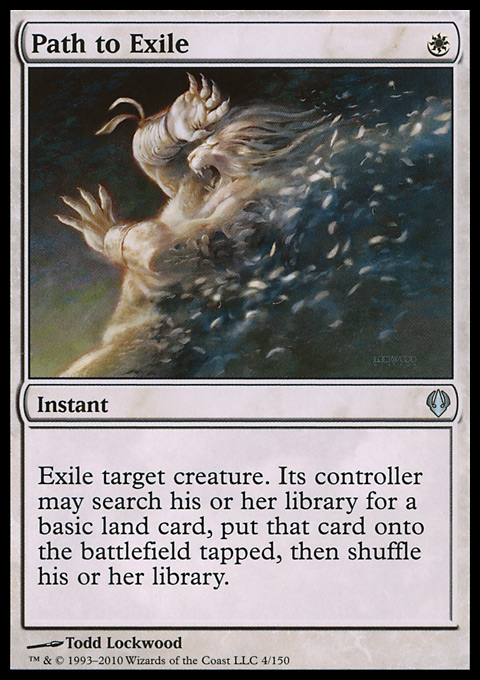 Path to Exile
LOCKWOOD
Instant
Exile target creature. Its controller
may search his or her library for a
basic land card, put that card onto
the battlefield tapped, then shuffle
his or her library.
Todd Lockwood
™ & © 1993–2010 Wizards of the Coast LLC 4/150